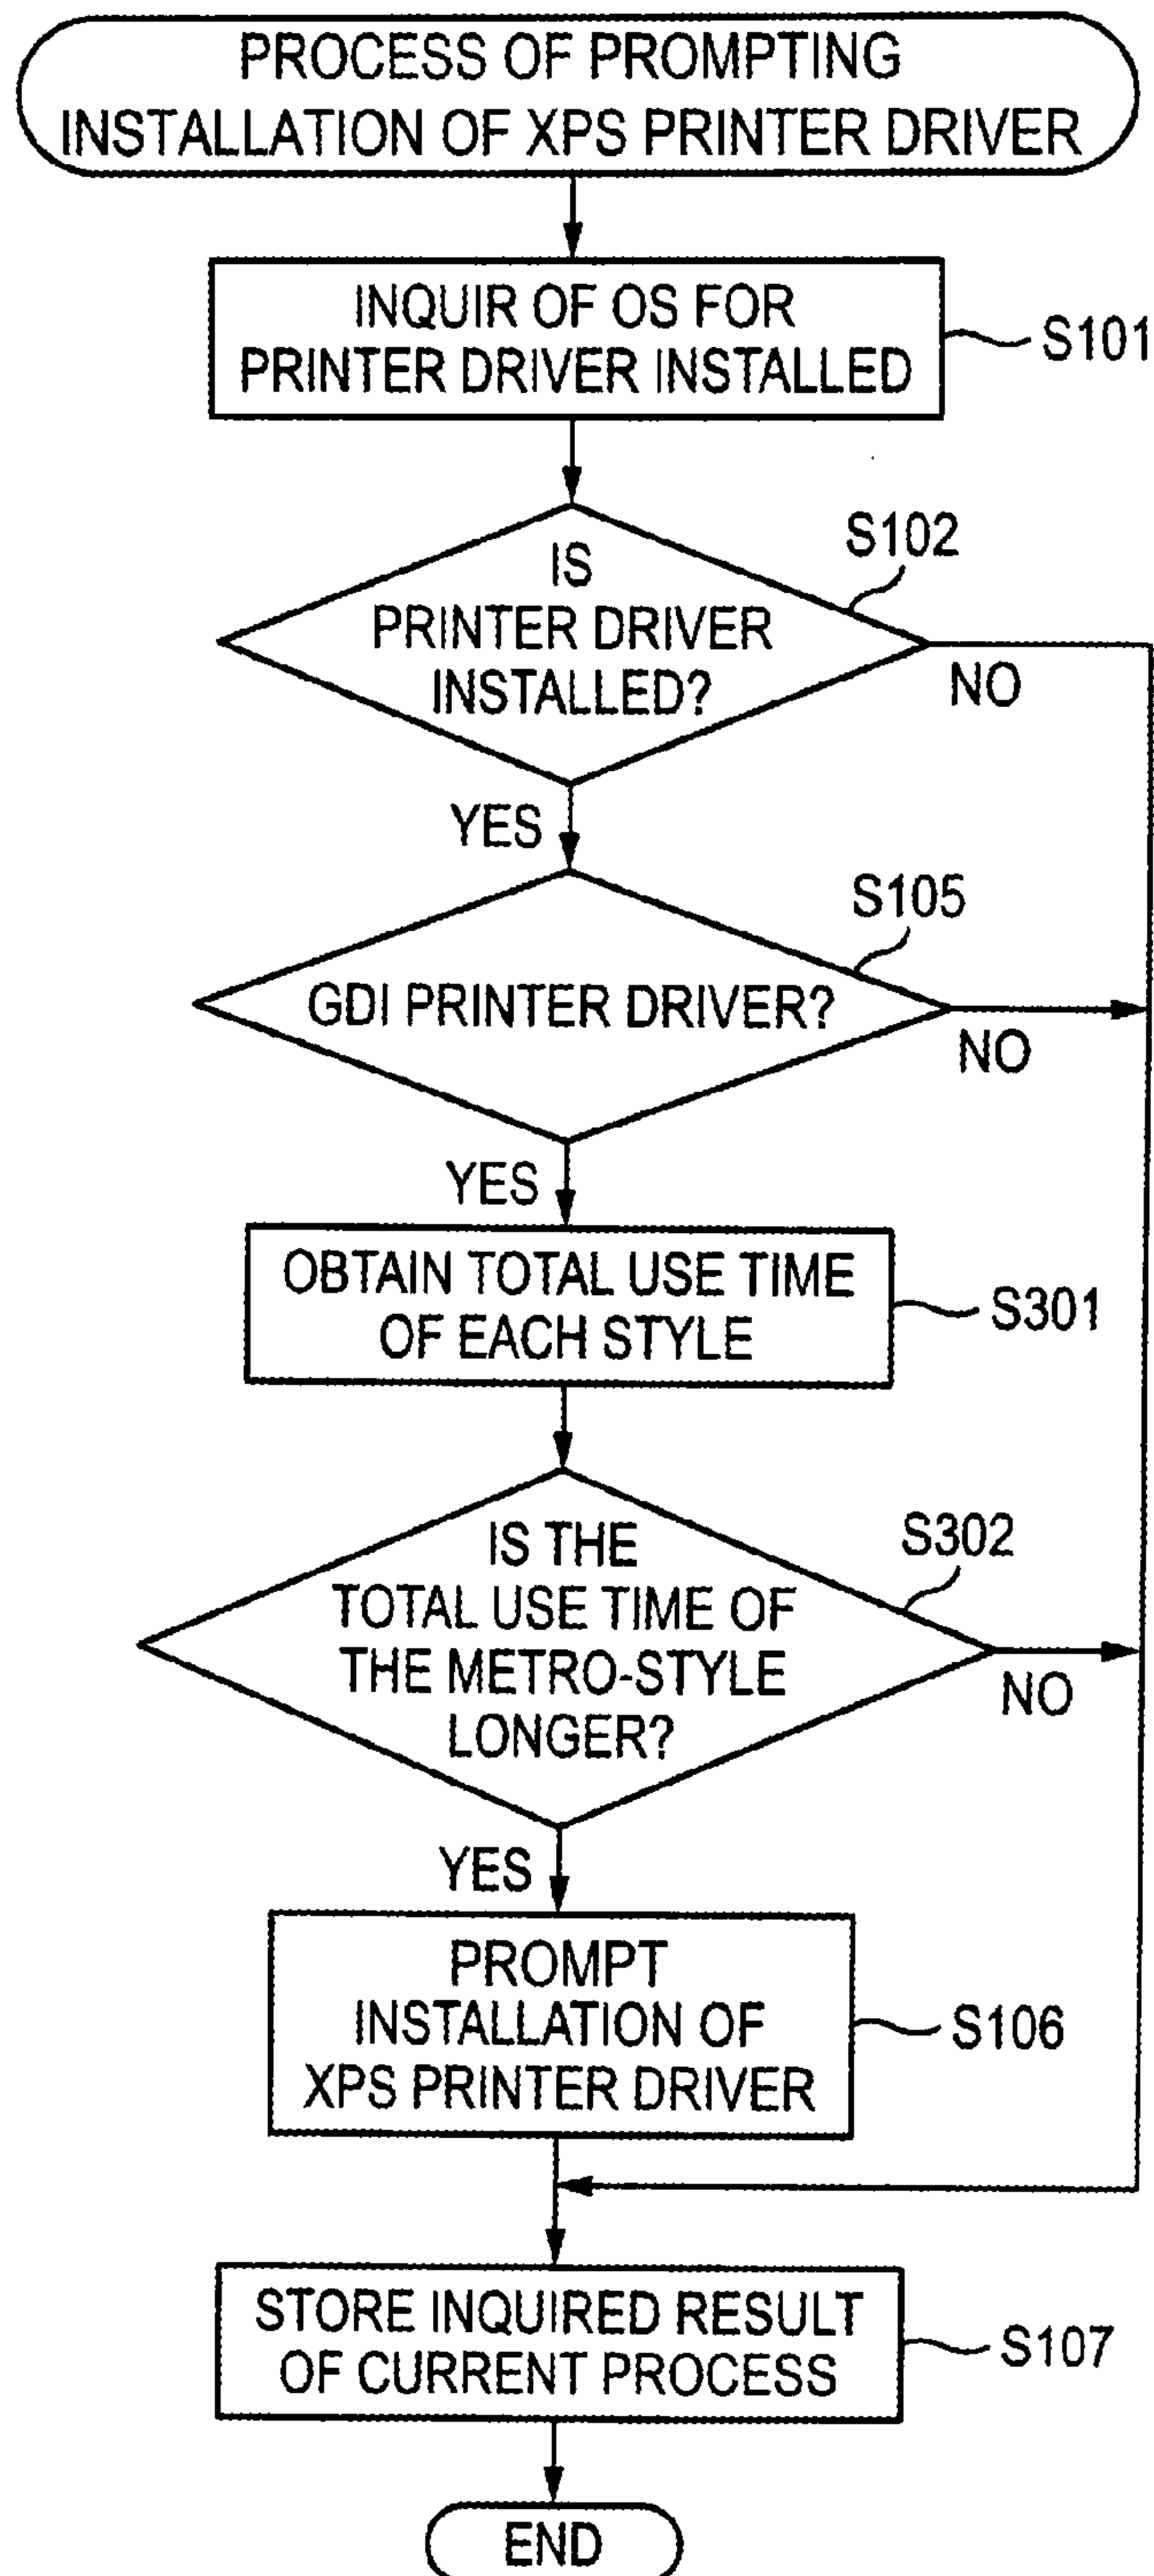 PROCESS OF PROMPTING
INSTALLATION OF XPS PRINTER DRIVER
INQUIR OF OS FOR
PRINTER DRIVER INSTALLED
S101
S102
IS
PRINTER DRIVER
INSTALLED?
NO
YES
S105
GDI PRINTER DRIVER?
NO
YES
OBTAIN TOTAL USE TIME
OF EACH STYLE
S301
S302
IS THE
TOTAL USE TIME OF
THE METRO-STYLE
LONGER?
NO
YES
PROMPT
INSTALLATION OF
XPS PRINTER DRIVER
S106
STORE INQUIRED RESULT
OF CURRENT PROCESS
S107
END